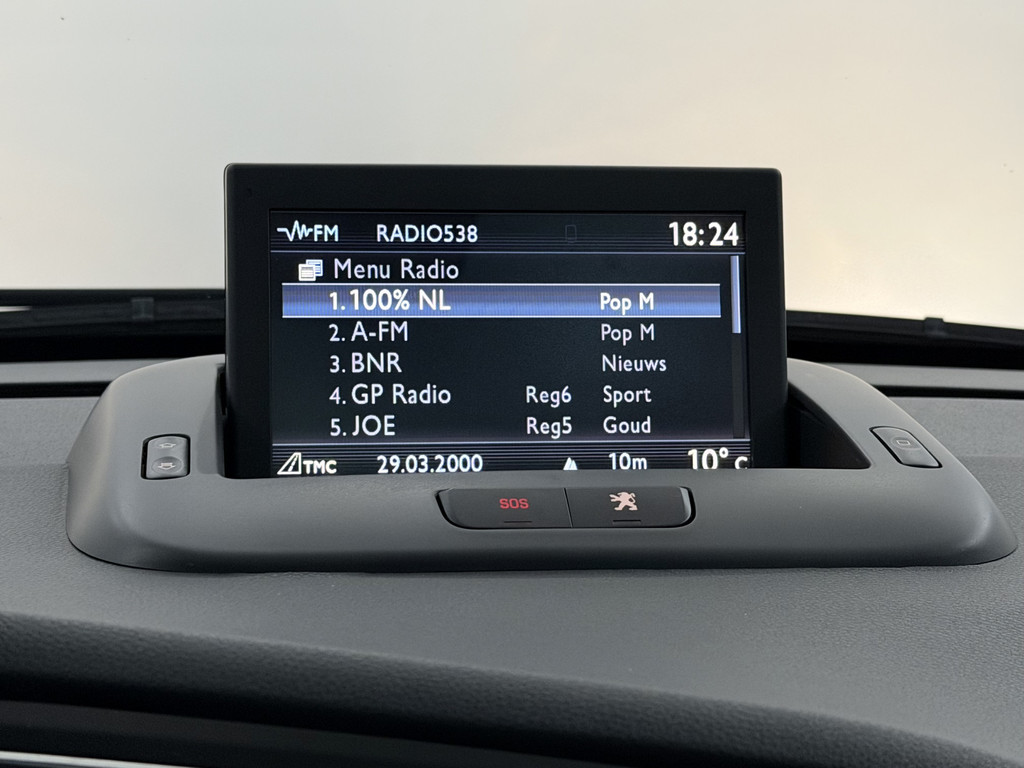 FM RADIO538 18:24
Menu Radio
1. 100% NL Pop M
2. A-FM Pop M
3. BNR Nieuws
4. GP Radio Reg6 Sport
5. JOE Reg5 Goud
TMC 29.03.2000 10m 10° C
SOS